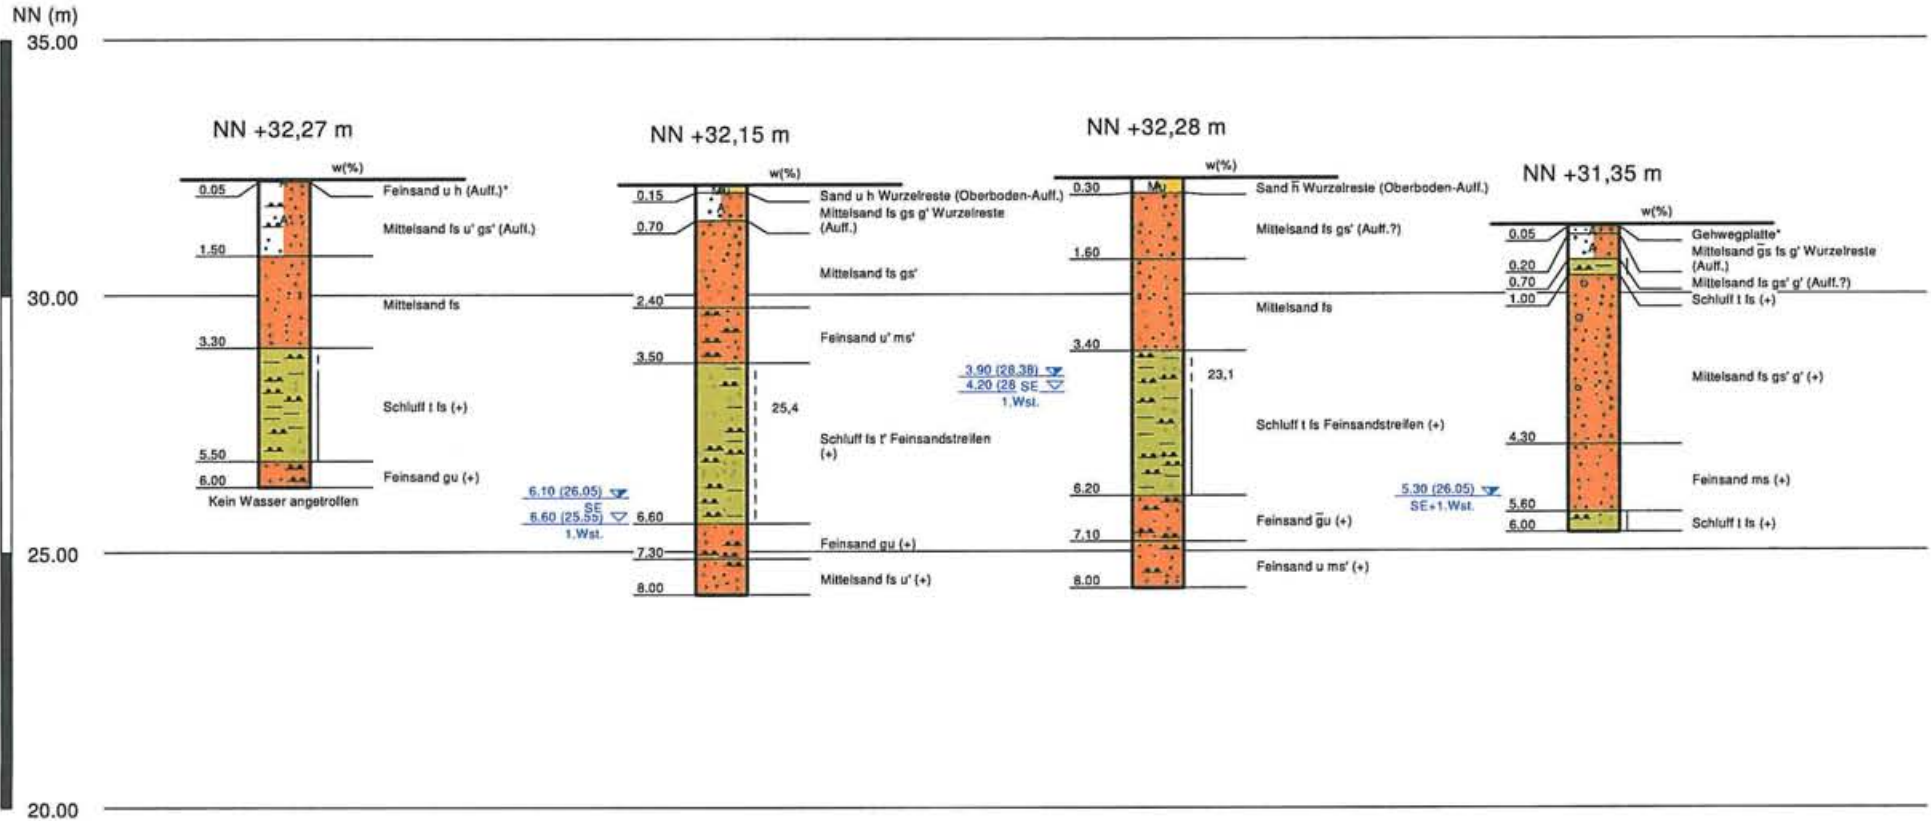 NN (m)
35.00
30.00
25.00
20.00
NN +32,27 m
w(%)
0.05
Feinsand u h (Auff.)*
A
Mittelsand fs u' gs' (Auff.)
1.50
Mittelsand fs
3.30
Schluff t fs (+)
5.50
Feinsand gu (+)
6.00
Kein Wasser angetroffen
NN +32,15 m
w(%)
Mu
0.15
Sand u h Wurzelreste (Oberboden-Auff.)
A
Mittelsand fs gs g' Wurzelreste
(Auff.)
0.70
Mittelsand fs gs'
2.40
Feinsand u' ms'
3.50
25,4
Schluff fs t' Feinsandstreifen
(+)
6.10 (26.05)
SE
6.60 (25.55)
1.Wst.
6.60
Feinsand gu (+)
7.30
Mittelsand fs u' (+)
8.00
NN +32,28 m
w(%)
0.30
Mu
Sand h̅ Wurzelreste (Oberboden-Auff.)
Mittelsand fs gs' (Auff.?)
1.60
Mittelsand fs
3.40
3.90 (28.38)
4.20 (28 SE
1.Wst.
23,1
Schluff t fs Feinsandstreifen (+)
6.20
Feinsand g̅u (+)
7.10
Feinsand u ms' (+)
8.00
NN +31,35 m
w(%)
0.05
Gehwegplatte*
A
Mittelsand g̅s fs g' Wurzelreste
(Auff.)
0.20
0.70
Mittelsand fs gs' g' (Auff.?)
1.00
Schluff t fs (+)
Mittelsand fs gs' g' (+)
4.30
Feinsand ms (+)
5.30 (26.05)
SE+1.Wst.
5.60
6.00
Schluff t fs (+)